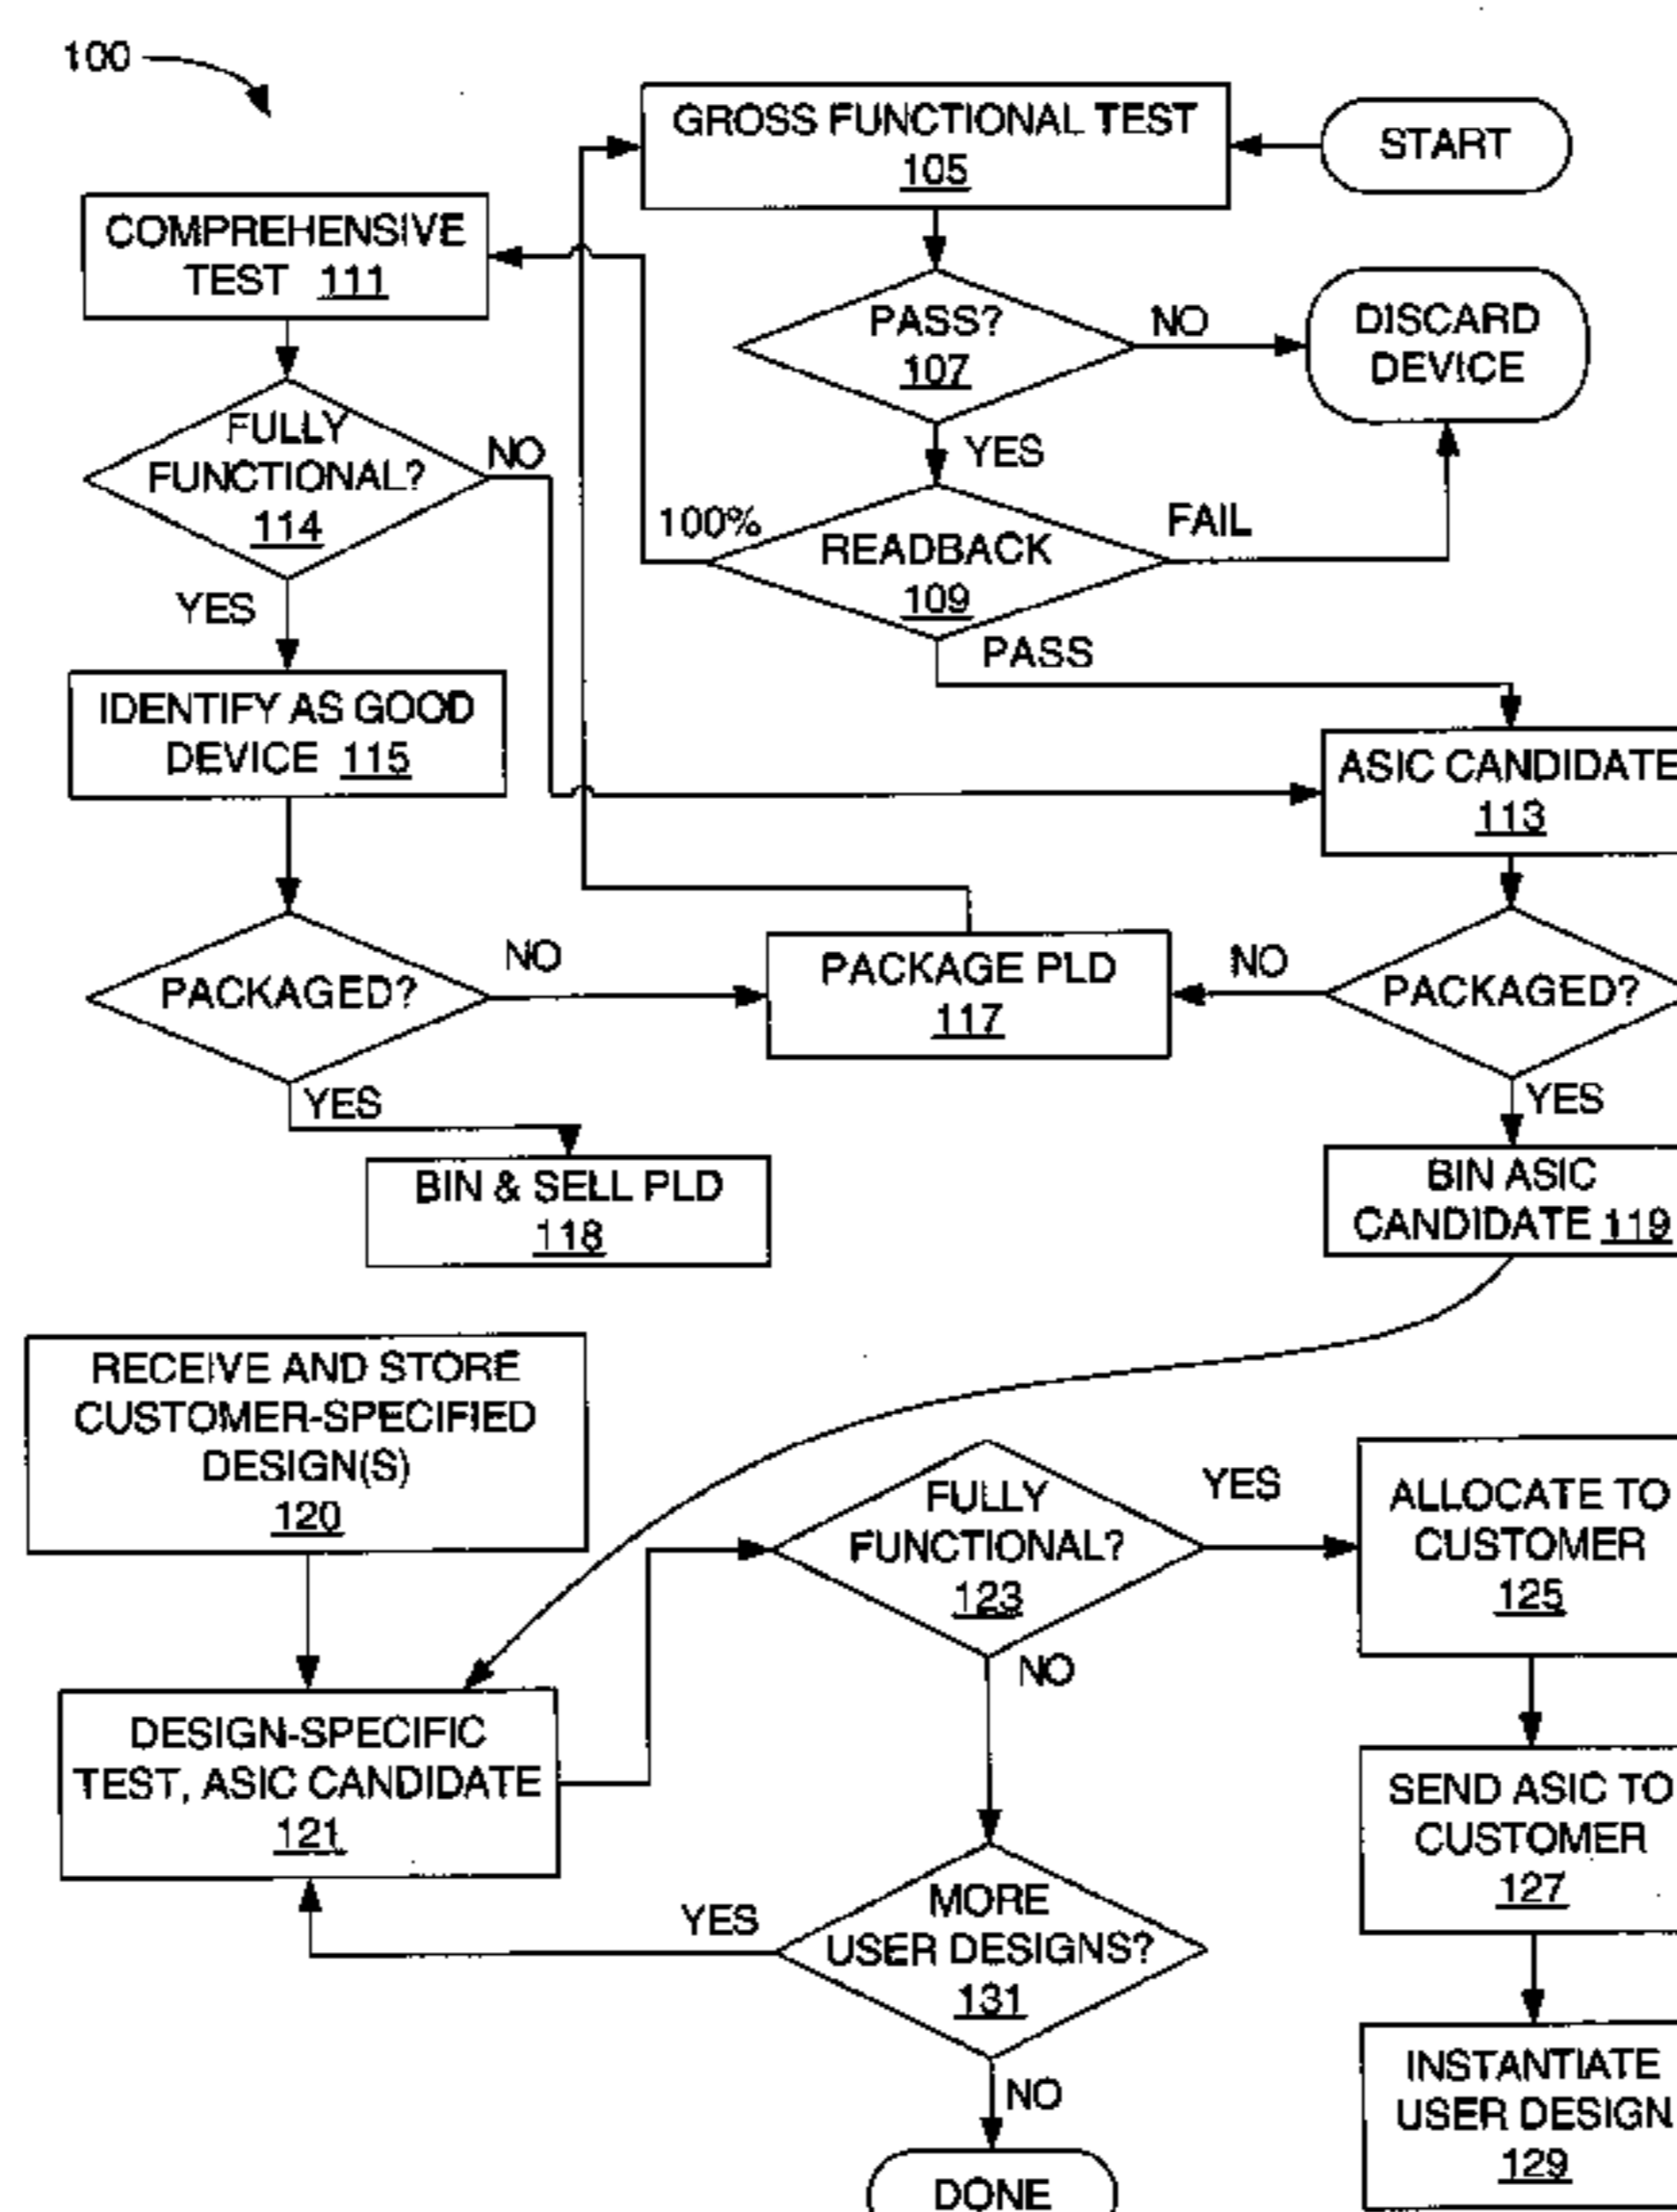 100
GROSS FUNCTIONAL TEST
105
START
COMPREHENSIVE
TEST 111
PASS?
107
NO
DISCARD
DEVICE
YES
FULLY
FUNCTIONAL?
114
NO
100%
READBACK
109
FAIL
YES
PASS
IDENTIFY AS GOOD
DEVICE 115
ASIC CANDIDATE
113
PACKAGED?
NO
PACKAGE PLD
117
NO
PACKAGED?
YES
YES
BIN & SELL PLD
118
BIN ASIC
CANDIDATE 119
RECEIVE AND STORE
CUSTOMER-SPECIFIED
DESIGN(S)
120
FULLY
FUNCTIONAL?
123
YES
ALLOCATE TO
CUSTOMER
125
NO
DESIGN-SPECIFIC
TEST, ASIC CANDIDATE
121
SEND ASIC TO
CUSTOMER
127
YES
MORE
USER DESIGNS?
131
NO
INSTANTIATE
USER DESIGN
129
DONE